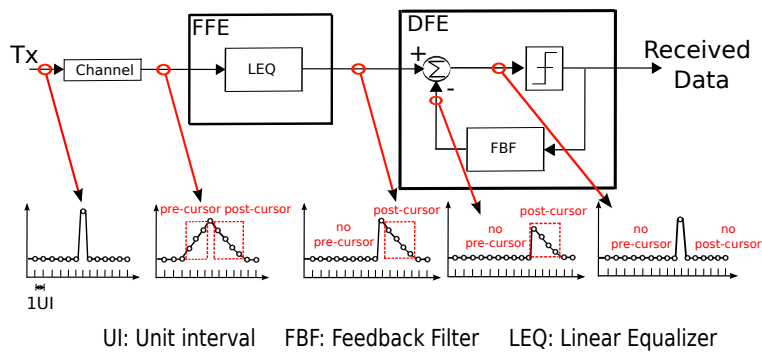 FFE
DFE
Tx
Channel
LEQ
+
Σ
-
FBF
Received
Data
pre-cursor post-cursor
no
pre-cursor
post-cursor
no
pre-cursor
post-cursor
no
pre-cursor
no
post-cursor
1UI
UI: Unit interval FBF: Feedback Filter LEQ: Linear Equalizer